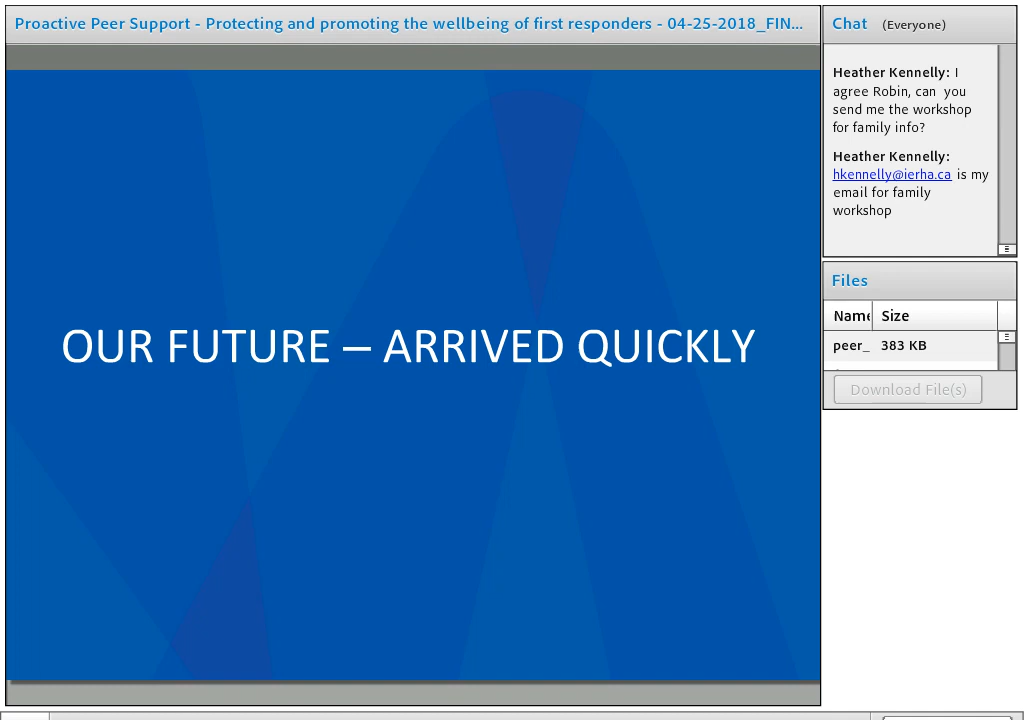 Proactive Peer Support - Protecting and promoting the wellbeing of first responders - 04-25-2018_FIN...
OUR FUTURE – ARRIVED QUICKLY
Chat (Everyone)
Heather Kennelly: I
agree Robin, can you
send me the workshop
for family info?
Heather Kennelly:
hkennelly@ierha.ca is my
email for family
workshop
Files
Name Size
peer_ 383 KB
Download File(s)